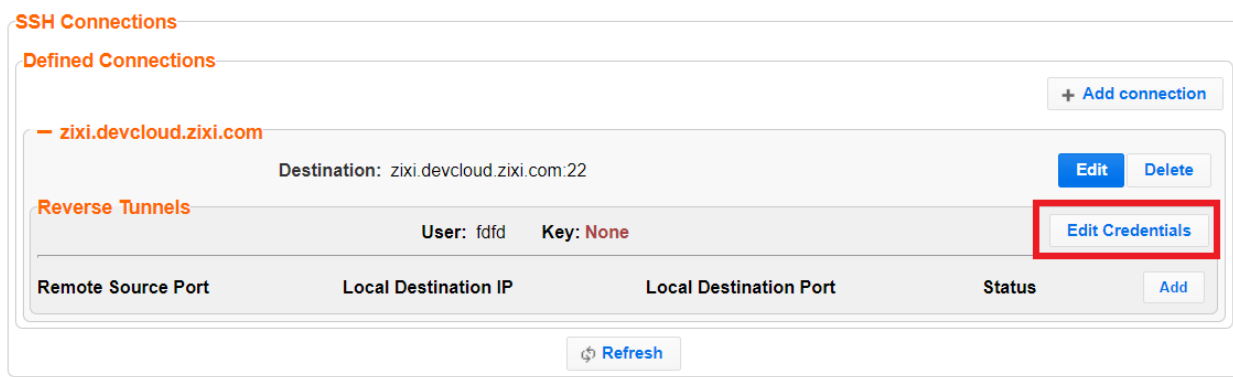 SSH Connections
Defined Connections
+ Add connection
− zixi.devcloud.zixi.com
Destination: zixi.devcloud.zixi.com:22 Edit Delete
Reverse Tunnels
User: fdfd Key: None Edit Credentials
Remote Source Port Local Destination IP Local Destination Port Status Add
Refresh